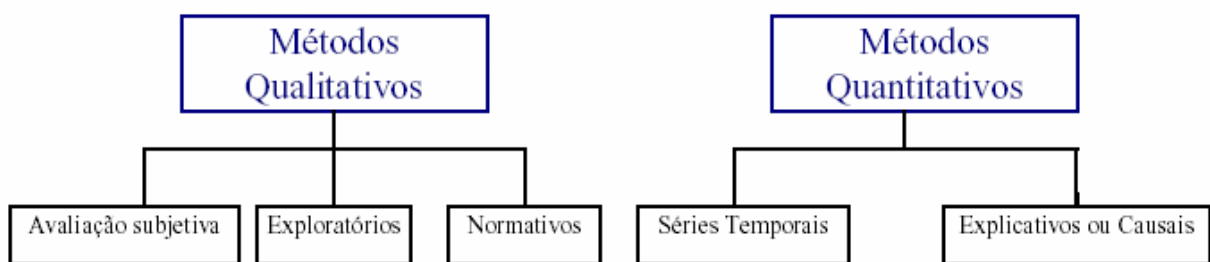 Métodos
Qualitativos
Métodos
Quantitativos
Avaliação subjetiva
Exploratórios
Normativos
Séries Temporais
Explicativos ou Causais